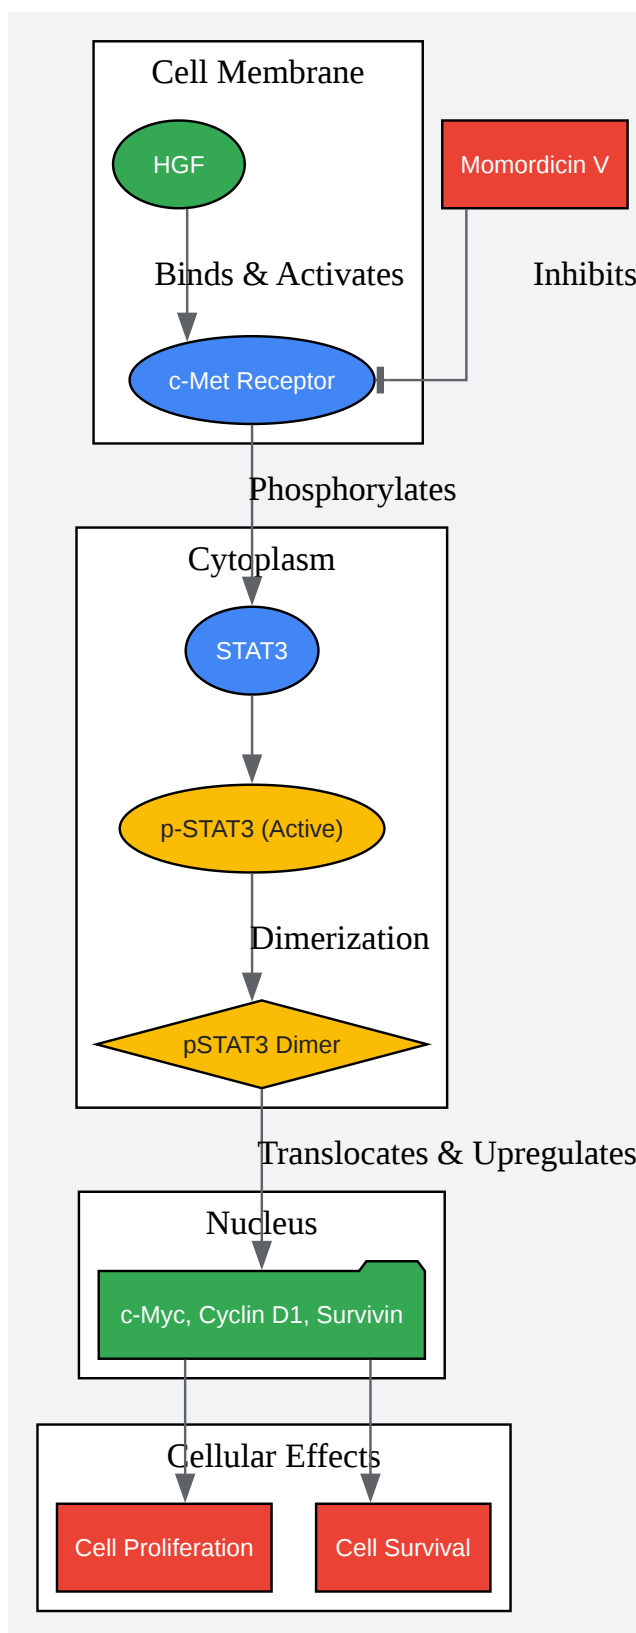 Cell Membrane
HGF
Momordicin V
Binds & Activates
Inhibits
c-Met Receptor
Phosphorylates
Cytoplasm
STAT3
p-STAT3 (Active)
Dimerization
pSTAT3 Dimer
Translocates & Upregulates
Nucleus
c-Myc, Cyclin D1, Survivin
Cellular Effects
Cell Proliferation
Cell Survival